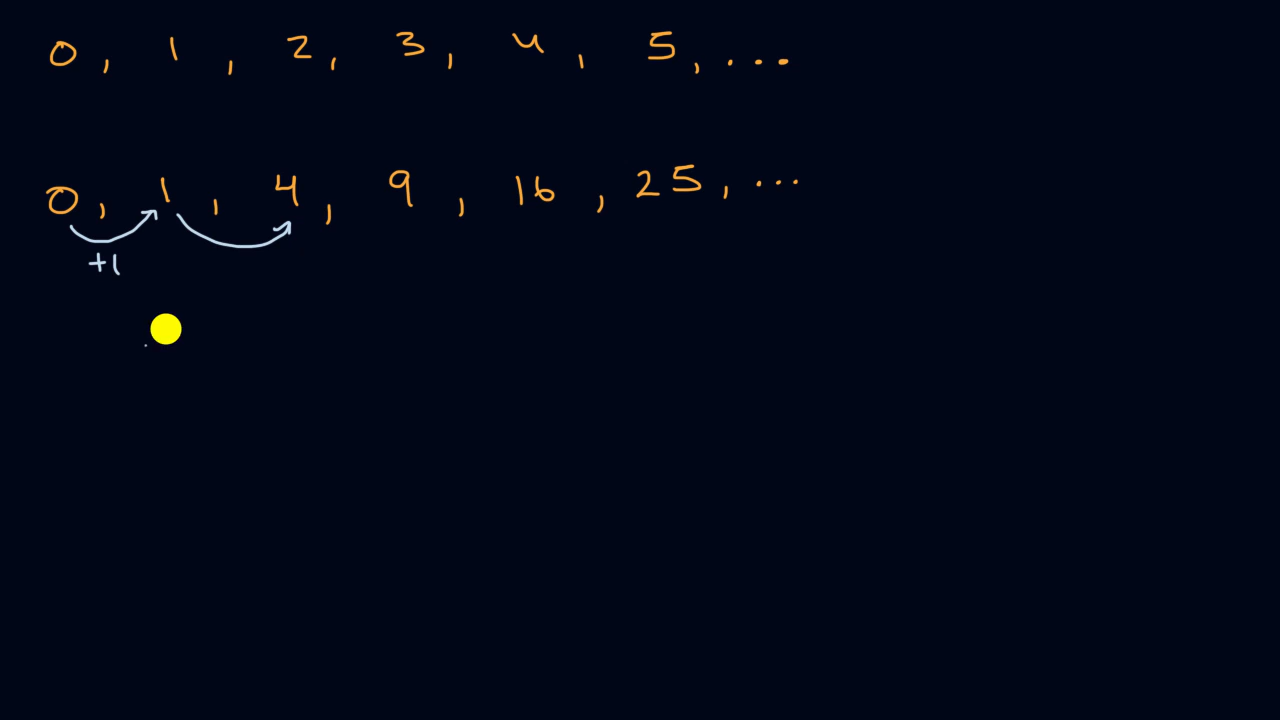 0, 1, 2, 3, 4, 5, ...
0, 1, 4, 9, 16, 25, ...
+1